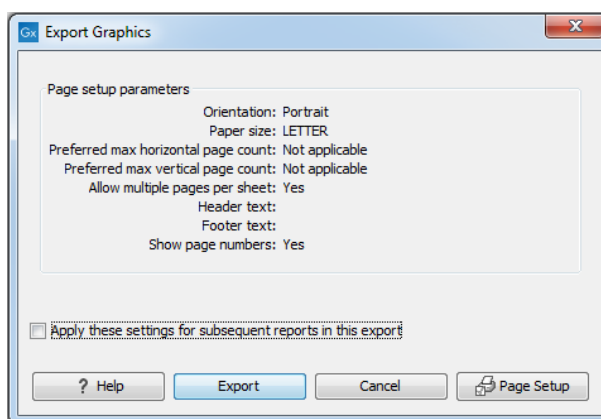 Gx Export Graphics
Page setup parameters
Orientation: Portrait
Paper size: LETTER
Preferred max horizontal page count: Not applicable
Preferred max vertical page count: Not applicable
Allow multiple pages per sheet: Yes
Header text:
Footer text:
Show page numbers: Yes
Apply these settings for subsequent reports in this export
? Help Export Cancel Page Setup